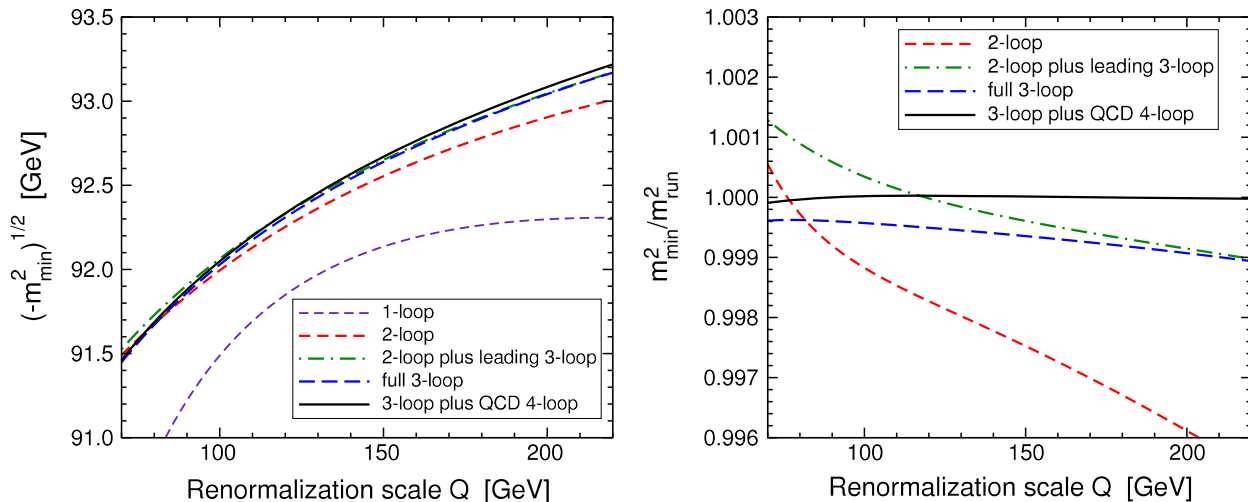 93.5
93.0
92.5
92.0
91.5
91.0
(-m²min)^1/2 [GeV]
1-loop
2-loop
2-loop plus leading 3-loop
full 3-loop
3-loop plus QCD 4-loop
100 150 200
Renormalization scale Q [GeV]
1.003
1.002
1.001
1.000
0.999
0.998
0.997
0.996
m²min/m²run
2-loop
2-loop plus leading 3-loop
full 3-loop
3-loop plus QCD 4-loop
100 150 200
Renormalization scale Q [GeV]